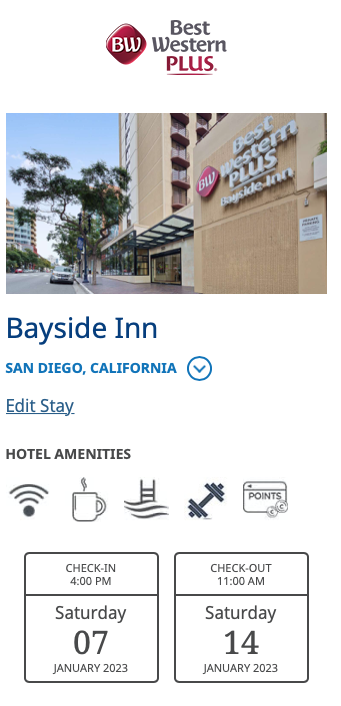 BW
Best
Western
PLUS®
BW
Best
Western
PLUS
Bayside Inn
Bayside Inn
SAN DIEGO, CALIFORNIA
Edit Stay
HOTEL AMENITIES
POINTS
CHECK-IN
4:00 PM
Saturday
07
JANUARY 2023
CHECK-OUT
11:00 AM
Saturday
14
JANUARY 2023